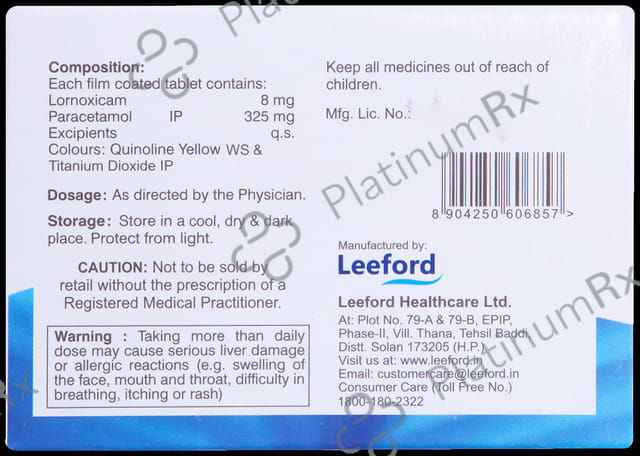 Composition:
Each film coated tablet contains:
Lornoxicam 8 mg
Paracetamol IP 325 mg
Excipients q.s.
Colours: Quinoline Yellow WS &
Titanium Dioxide IP
Dosage: As directed by the Physician.
Storage: Store in a cool, dry & dark
place. Protect from light.
CAUTION: Not to be sold by
retail without the prescription of a
Registered Medical Practitioner.
Warning : Taking more than daily
dose may cause serious liver damage
or allergic reactions (e.g. swelling of
the face, mouth and throat, difficulty in
breathing, itching or rash)
Keep all medicines out of reach of
children.
Mfg. Lic. No.:
8 904250 606857 >
Manufactured by:
Leeford
Leeford Healthcare Ltd.
At: Plot No. 79-A & 79-B, EPIP,
Phase-II, Vill. Thana, Tehsil Baddi,
Distt. Solan 173205 (H.P.)
Visit us at: www.leeford.in
Email: customercare@leeford.in
Consumer Care (Toll Free No.)
1800-180-2322
PlatinumRx
PlatinumRx
Platinum